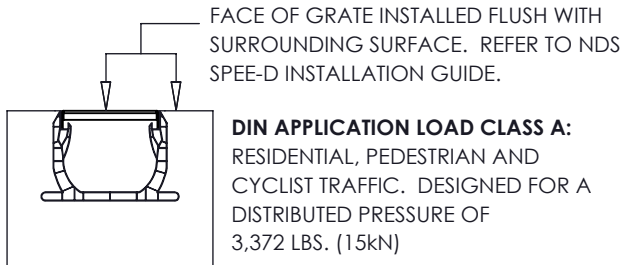 FACE OF GRATE INSTALLED FLUSH WITH
SURROUNDING SURFACE.  REFER TO NDS
SPEE-D INSTALLATION GUIDE.
DIN APPLICATION LOAD CLASS A:
RESIDENTIAL, PEDESTRIAN AND
CYCLIST TRAFFIC.  DESIGNED FOR A
DISTRIBUTED PRESSURE OF
3,372 LBS. (15kN)